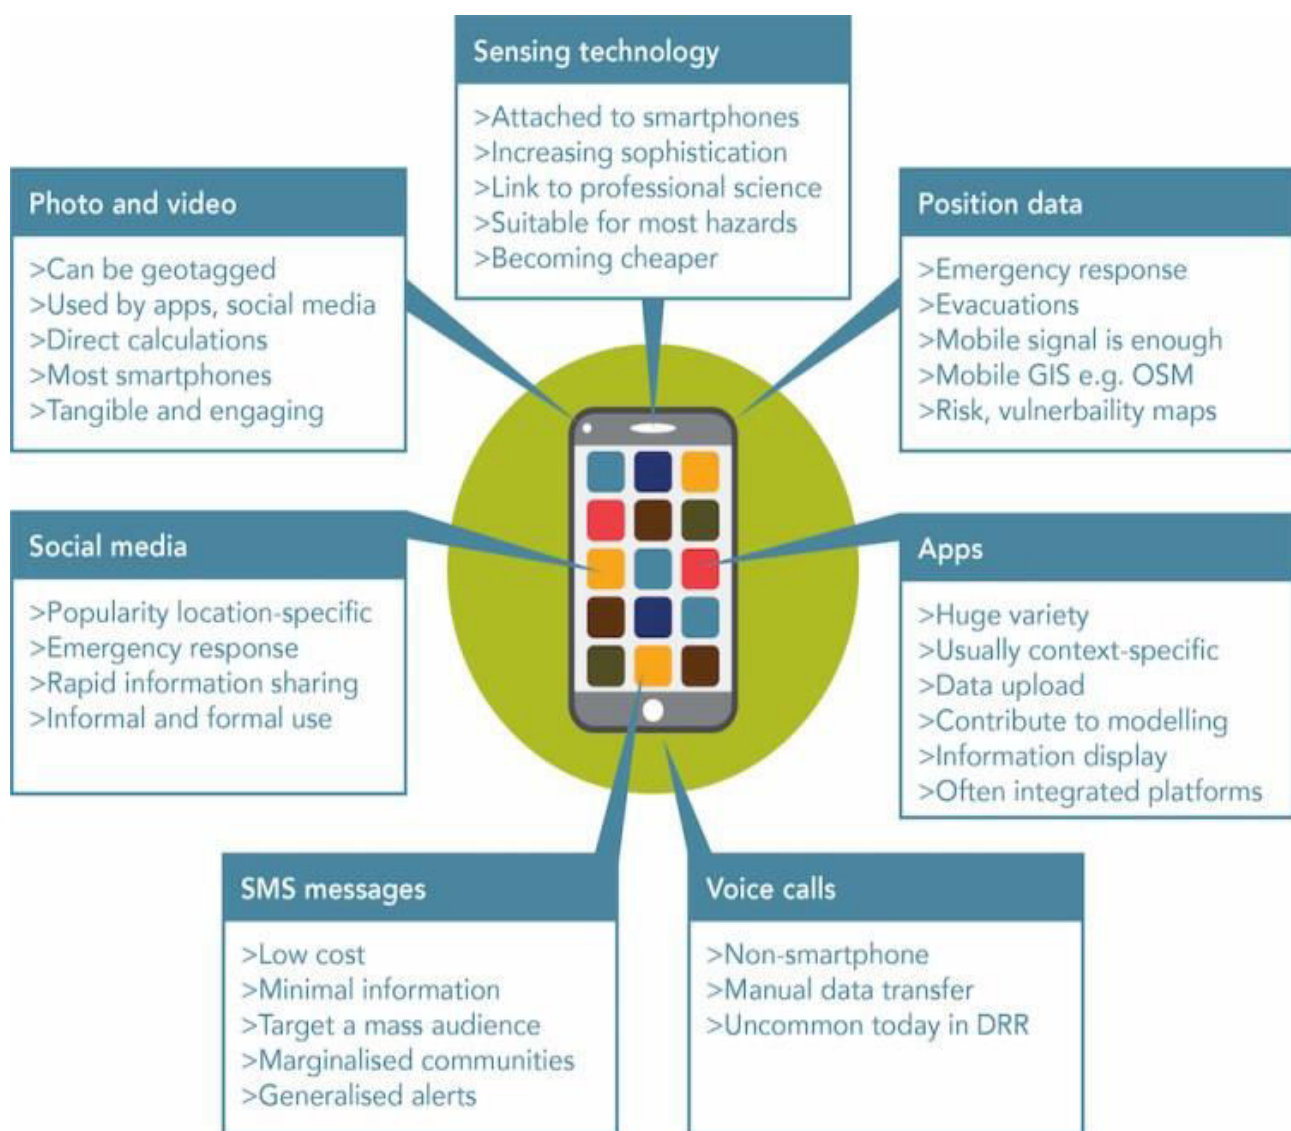 Sensing technology
>Attached to smartphones
>Increasing sophistication
>Link to professional science
>Suitable for most hazards
>Becoming cheaper
Photo and video
>Can be geotagged
>Used by apps, social media
>Direct calculations
>Most smartphones
>Tangible and engaging
Position data
>Emergency response
>Evacuations
>Mobile signal is enough
>Mobile GIS e.g. OSM
>Risk, vulnerbaility maps
Social media
>Popularity location-specific
>Emergency response
>Rapid information sharing
>Informal and formal use
Apps
>Huge variety
>Usually context-specific
>Data upload
>Contribute to modelling
>Information display
>Often integrated platforms
SMS messages
>Low cost
>Minimal information
>Target a mass audience
>Marginalised communities
>Generalised alerts
Voice calls
>Non-smartphone
>Manual data transfer
>Uncommon today in DRR